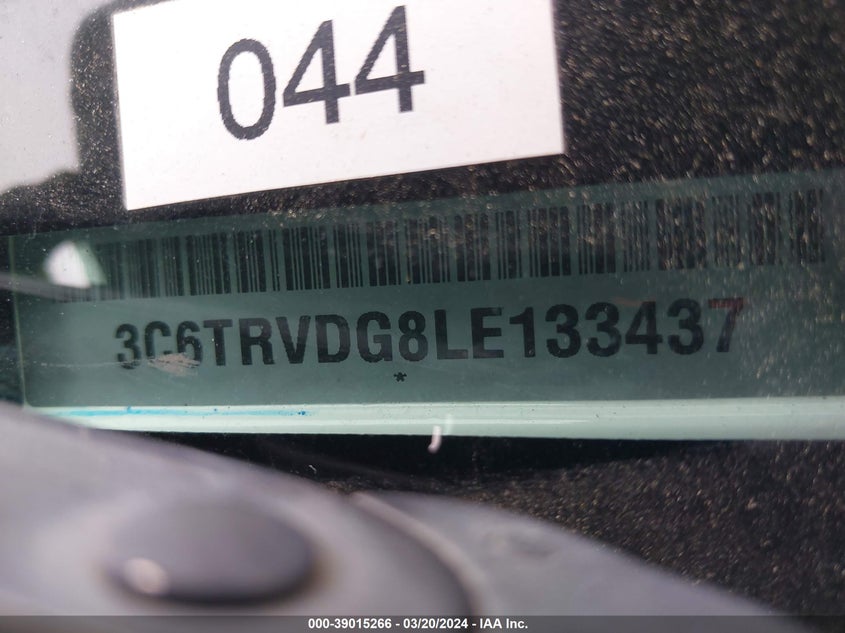 044
3C6TRVDG8LE133437
*
000-39015266 - 03/20/2024 - IAA Inc.